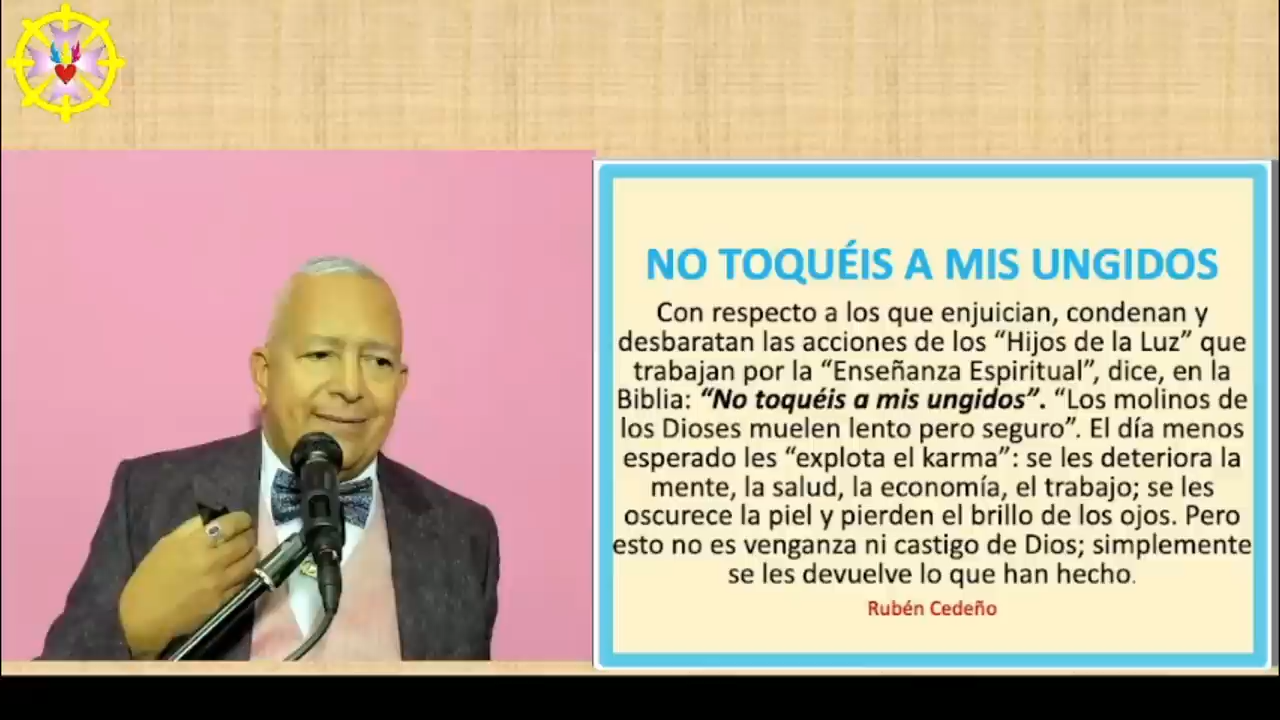 NO TOQUÉIS A MIS UNGIDOS
Con respecto a los que enjuician, condenan y
desbaratan las acciones de los “Hijos de la Luz” que
trabajan por la “Enseñanza Espiritual”, dice, en la
Biblia: “No toquéis a mis ungidos”. “Los molinos de
los Dioses muelen lento pero seguro”. El día menos
esperado les “explota el karma”: se les deteriora la
mente, la salud, la economía, el trabajo; se les
oscurece la piel y pierden el brillo de los ojos. Pero
esto no es venganza ni castigo de Dios; simplemente
se les devuelve lo que han hecho.
Rubén Cedeño